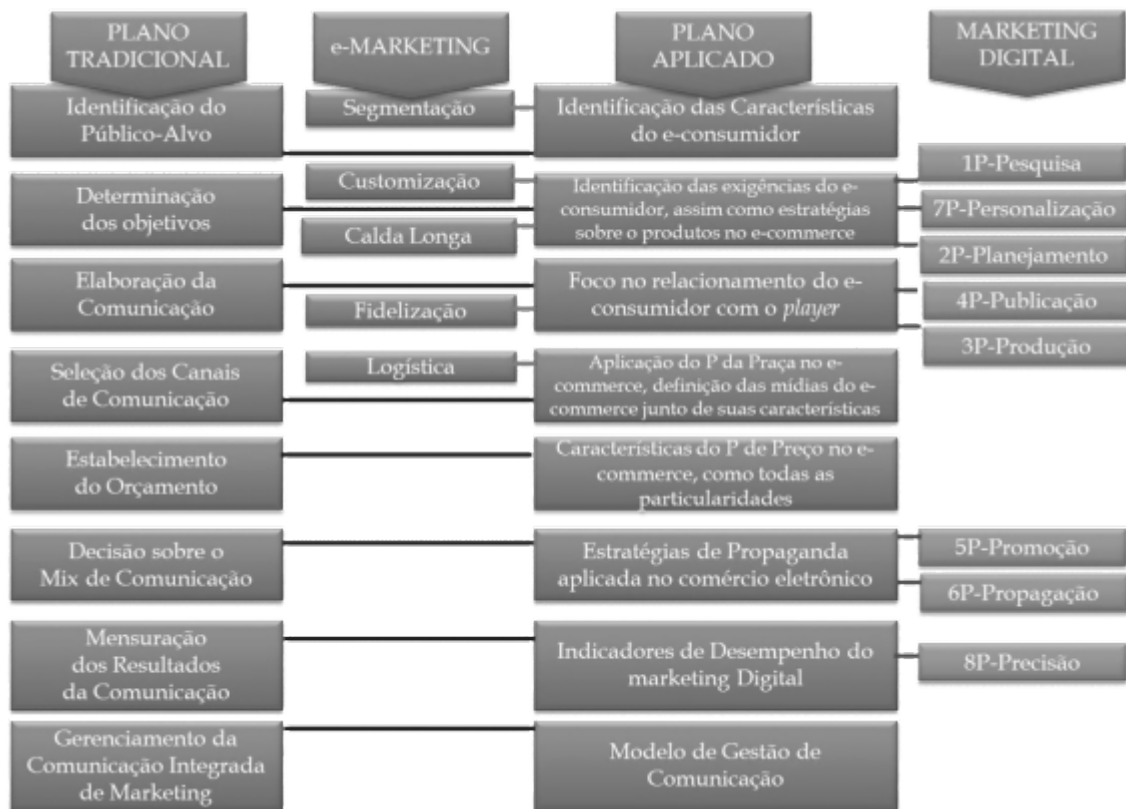 PLANO
TRADICIONAL
e-MARKETING
PLANO
APLICADO
MARKETING
DIGITAL
Identificação do
Público-Alvo
Segmentação
Identificação das Características
do e-consumidor
Determinação
dos objetivos
Customização
Calda Longa
Identificação das exigências do e-
consumidor, assim como estratégias
sobre o produtos no e-commerce
1P-Pesquisa
7P-Personalização
2P-Planejamento
Elaboração da
Comunicação
Fidelização
Foco no relacionamento do e-
consumidor com o player
4P-Publicação
3P-Produção
Seleção dos Canais
de Comunicação
Logística
Aplicação do P da Praça no e-
commerce, definição das mídias do e-
commerce junto de suas características
Estabelecimento
do Orçamento
Características do P de Preço no e-
commerce, como todas as
particularidades
Decisão sobre o
Mix de Comunicação
Estratégias de Propaganda
aplicada no comércio eletrônico
5P-Promoção
6P-Propagação
Mensuração
dos Resultados
da Comunicação
Indicadores de Desempenho do
marketing Digital
8P-Precisão
Gerenciamento da
Comunicação Integrada
de Marketing
Modelo de Gestão de
Comunicação